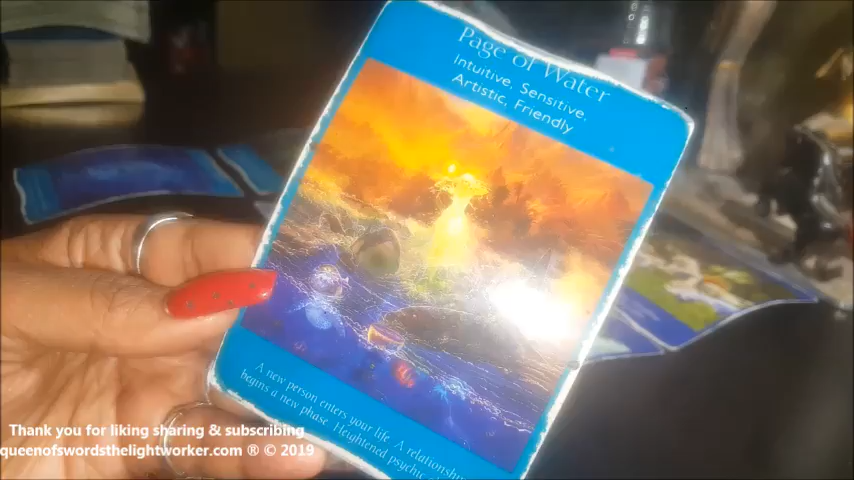 Page of Water
Intuitive, Sensitive,
Artistic, Friendly
A new person enters your life. A relationship
begins a new phase. Heightened psychic
Thank you for liking sharing & subscribing
queenofswordsthelightworker.com ® © 2019